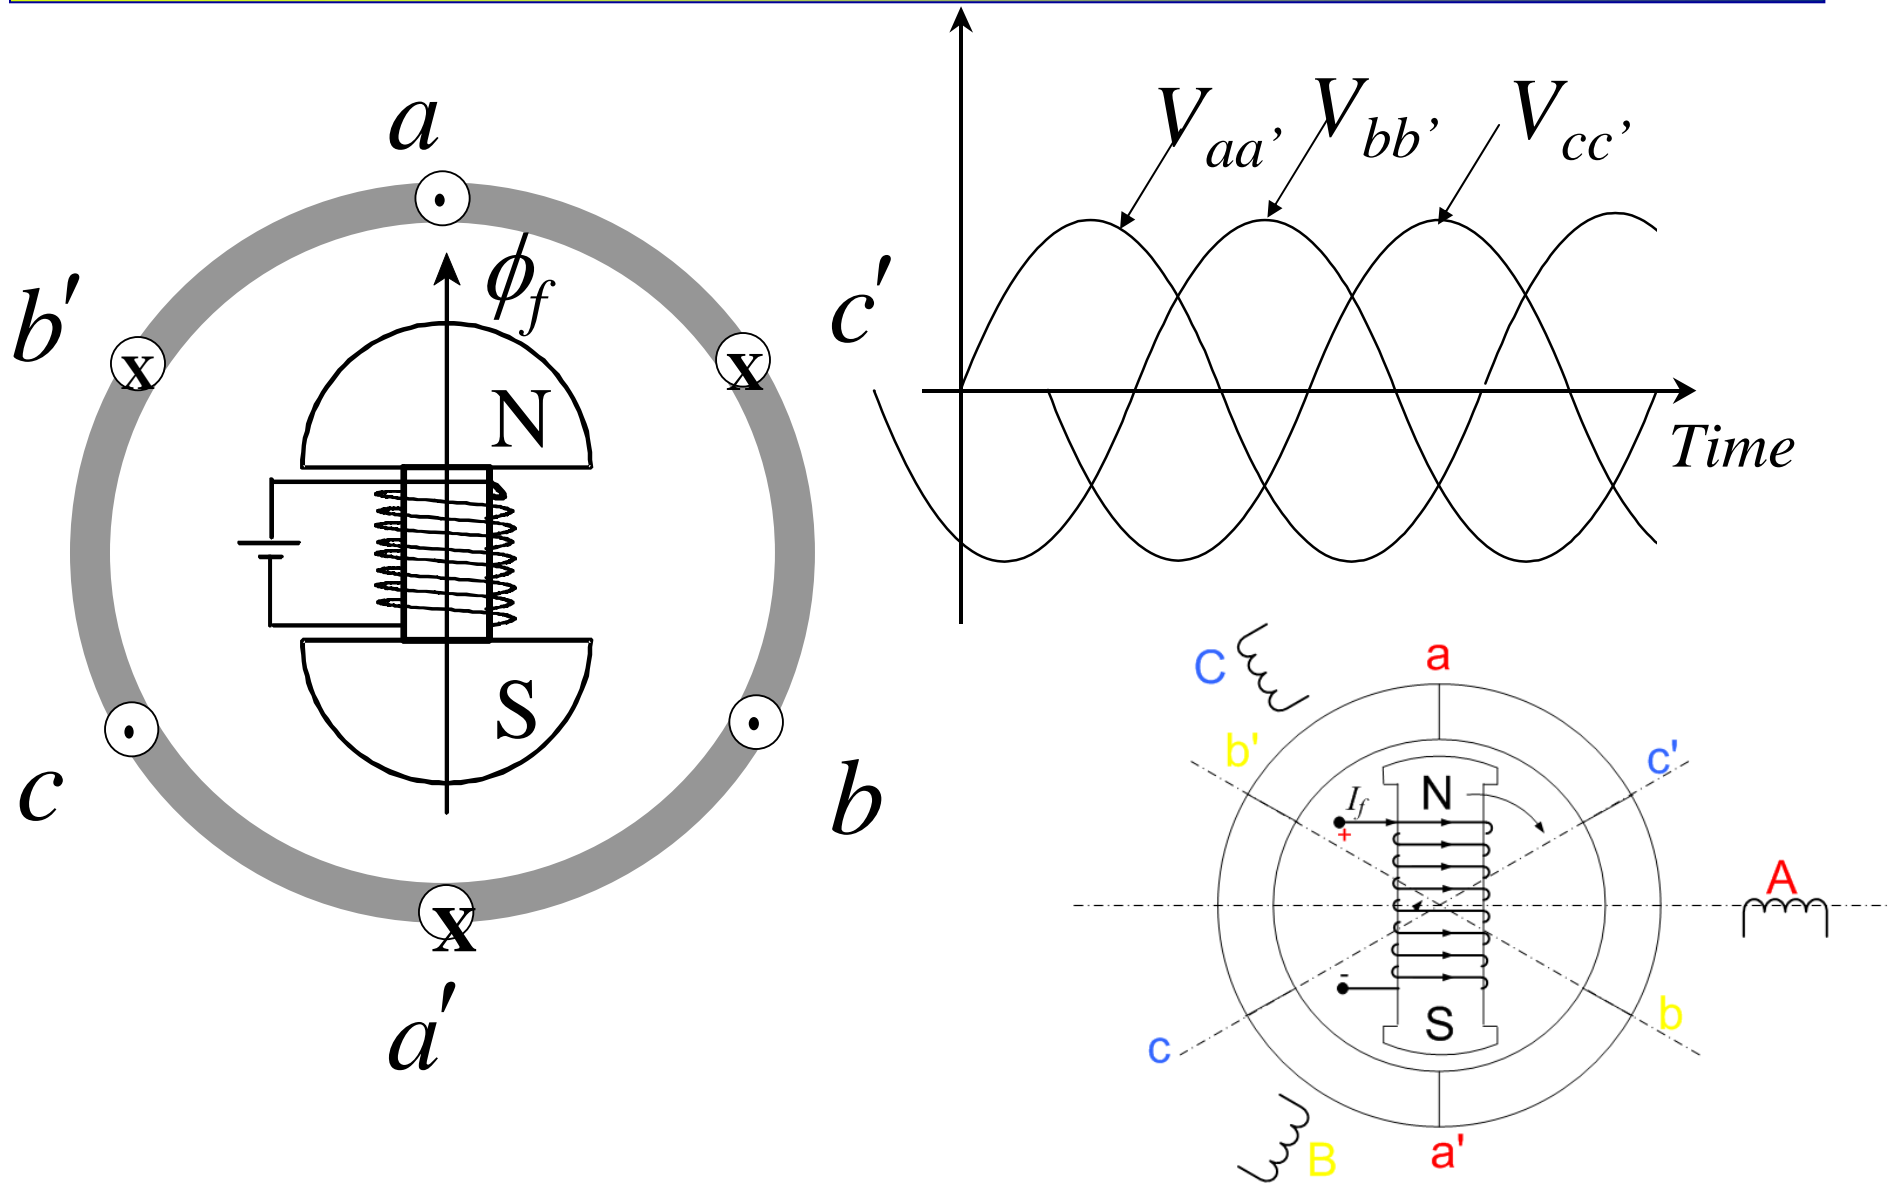 a
ϕf
b'
c'
x
x
N
S
c
b
x
a'
Vaa’
Vbb’
Vcc’
Time
C
a
b'
c'
N
If
+
A
-
S
c
b
B
a'